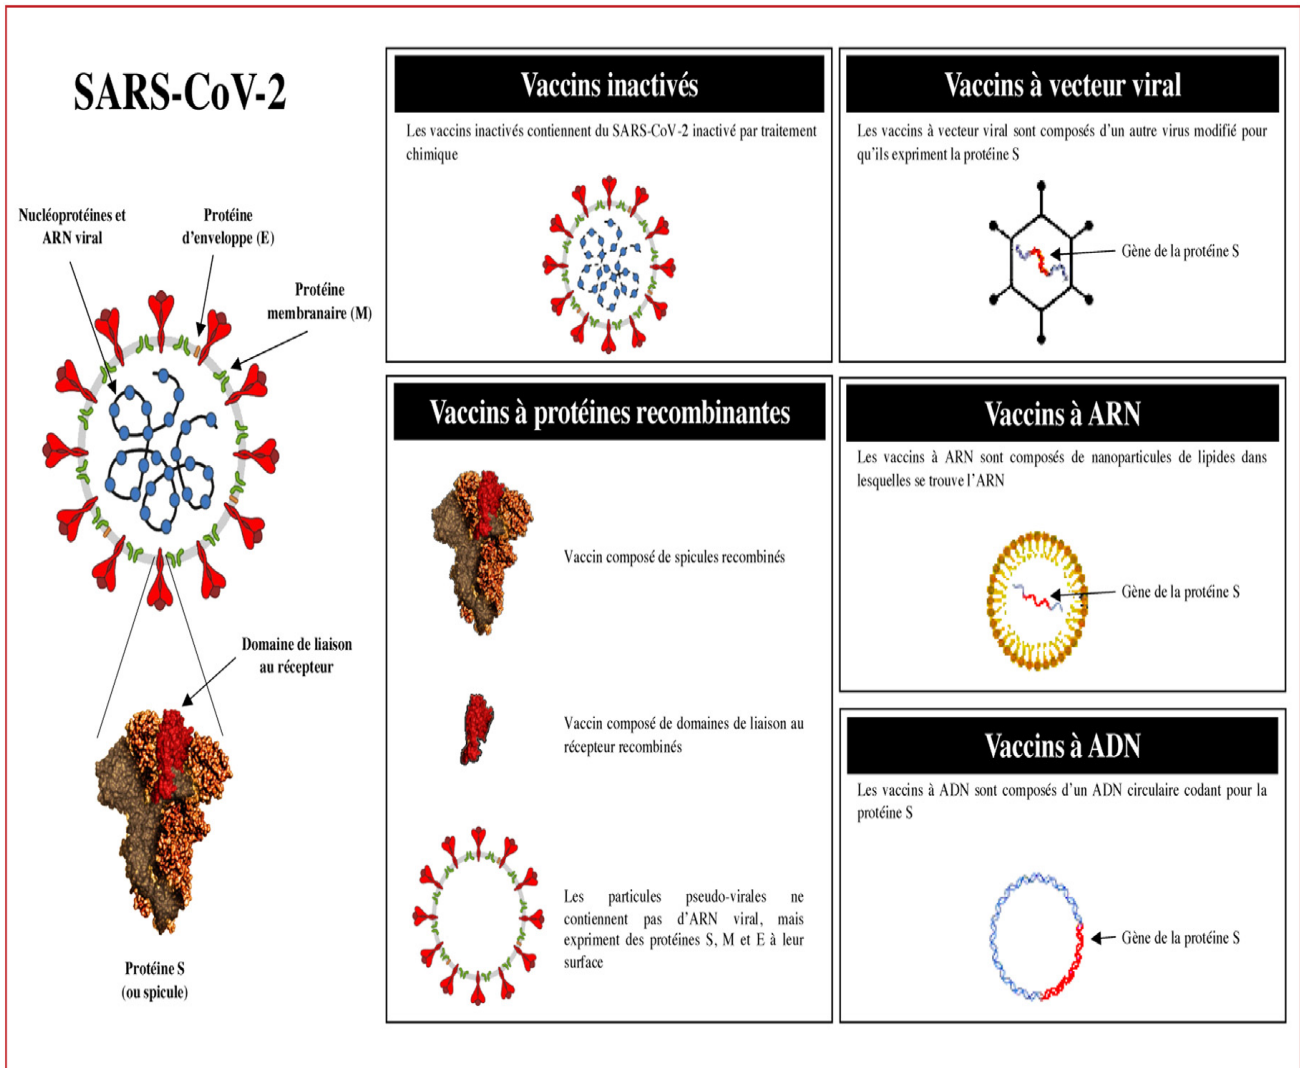 SARS-CoV-2
Nucléoprotéines et
ARN viral
Protéine
d'enveloppe (E)
Protéine
membranaire (M)
Domaine de liaison
au récepteur
Protéine S
(ou spicule)
Vaccins inactivés
Les vaccins inactivés contiennent du SARS-CoV-2 inactivé par traitement
chimique
Vaccins à protéines recombinantes
Vaccin composé de spicules recombinés
Vaccin composé de domaines de liaison au
récepteur recombinés
Les particules pseudo-virales ne
contiennent pas d'ARN viral, mais
expriment des protéines S, M et E à leur
surface
Vaccins à vecteur viral
Les vaccins à vecteur viral sont composés d'un autre virus modifié pour
qu'ils expriment la protéine S
Gène de la protéine S
Vaccins à ARN
Les vaccins à ARN sont composés de nanoparticules de lipides dans
lesquelles se trouve l'ARN
Gène de la protéine S
Vaccins à ADN
Les vaccins à ADN sont composés d'un ADN circulaire codant pour la
protéine S
Gène de la protéine S